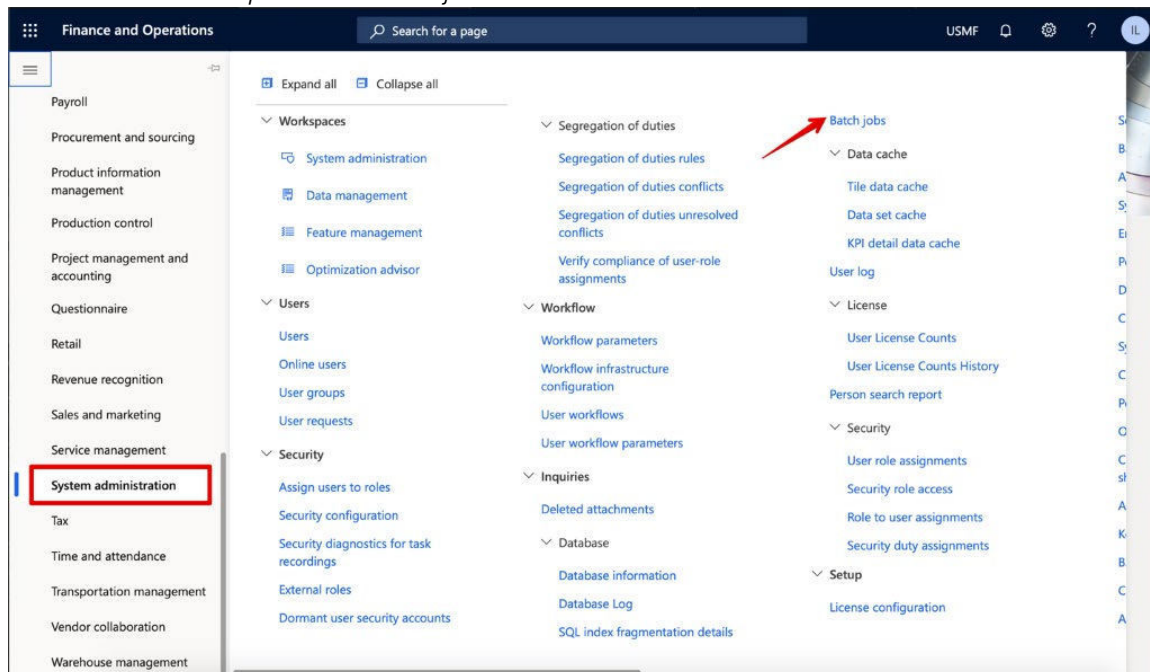 Finance and Operations
Search for a page
USMF
?
IL
Payroll
Procurement and sourcing
Product information
management
Production control
Project management and
accounting
Questionnaire
Retail
Revenue recognition
Sales and marketing
Service management
System administration
Tax
Time and attendance
Transportation management
Vendor collaboration
Warehouse management
Expand all
Collapse all
Workspaces
System administration
Data management
Feature management
Optimization advisor
Users
Users
Online users
User groups
User requests
Security
Assign users to roles
Security configuration
Security diagnostics for task
recordings
External roles
Dormant user security accounts
Segregation of duties
Segregation of duties rules
Segregation of duties conflicts
Segregation of duties unresolved
conflicts
Verify compliance of user-role
assignments
Workflow
Workflow parameters
Workflow infrastructure
configuration
User workflows
User workflow parameters
Inquiries
Deleted attachments
Database
Database information
Database Log
SQL index fragmentation details
Batch jobs
Data cache
Tile data cache
Data set cache
KPI detail data cache
User log
License
User License Counts
User License Counts History
Person search report
Security
User role assignments
Security role access
Role to user assignments
Security duty assignments
Setup
License configuration